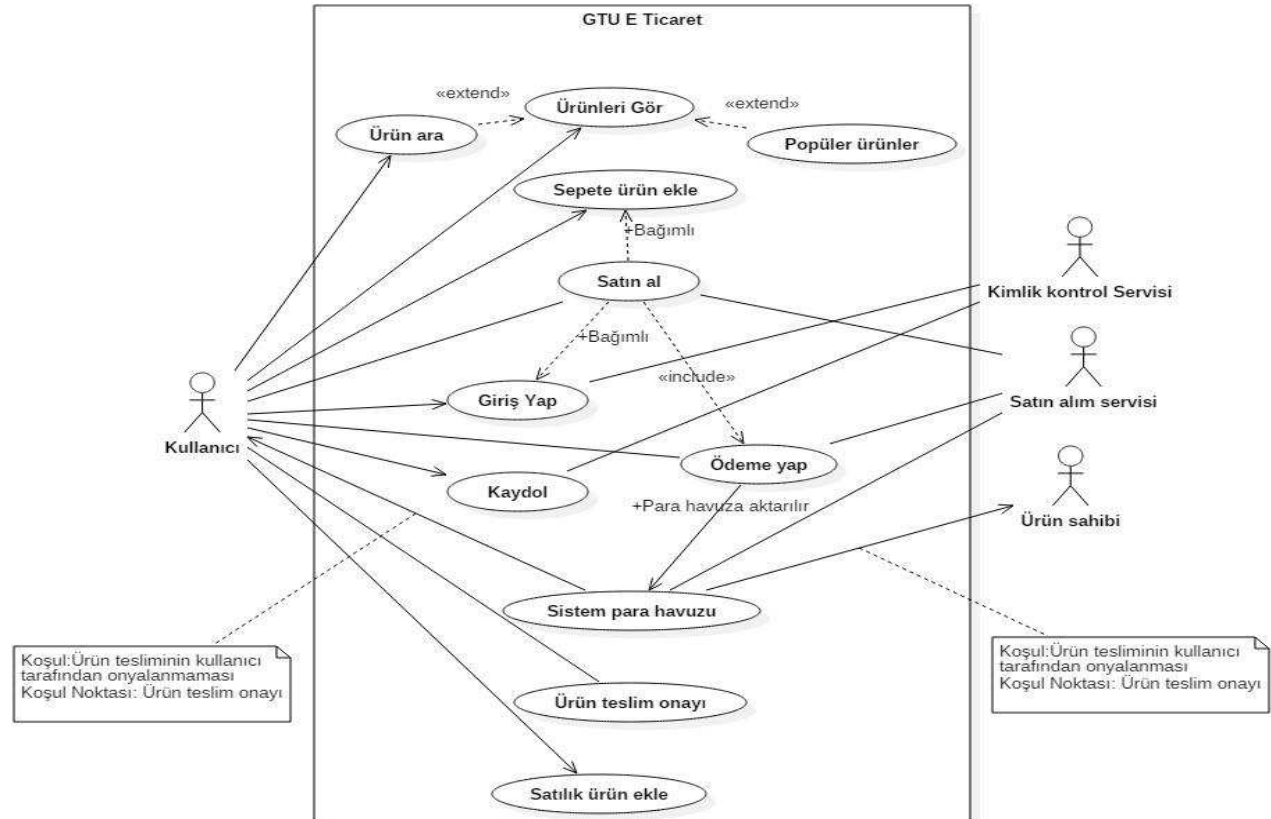 GTU E Ticaret
«extend»
Ürünleri Gör
«extend»
Ürün ara
Popüler ürünler
Sepete ürün ekle
+Bağımlı
Satın al
Kimlik kontrol Servisi
+Bağımlı
«include»
Giriş Yap
Satın alım servisi
Kullanıcı
Ödeme yap
Kaydol
+Para havuza aktarılır
Ürün sahibi
Sistem para havuzu
Koşul:Ürün tesliminin kullanıcı
tarafından onyalanmaması
Koşul Noktası: Ürün teslim onayı
Koşul:Ürün tesliminin kullanıcı
tarafından onyalanması
Koşul Noktası: Ürün teslim onayı
Ürün teslim onayı
Satılık ürün ekle